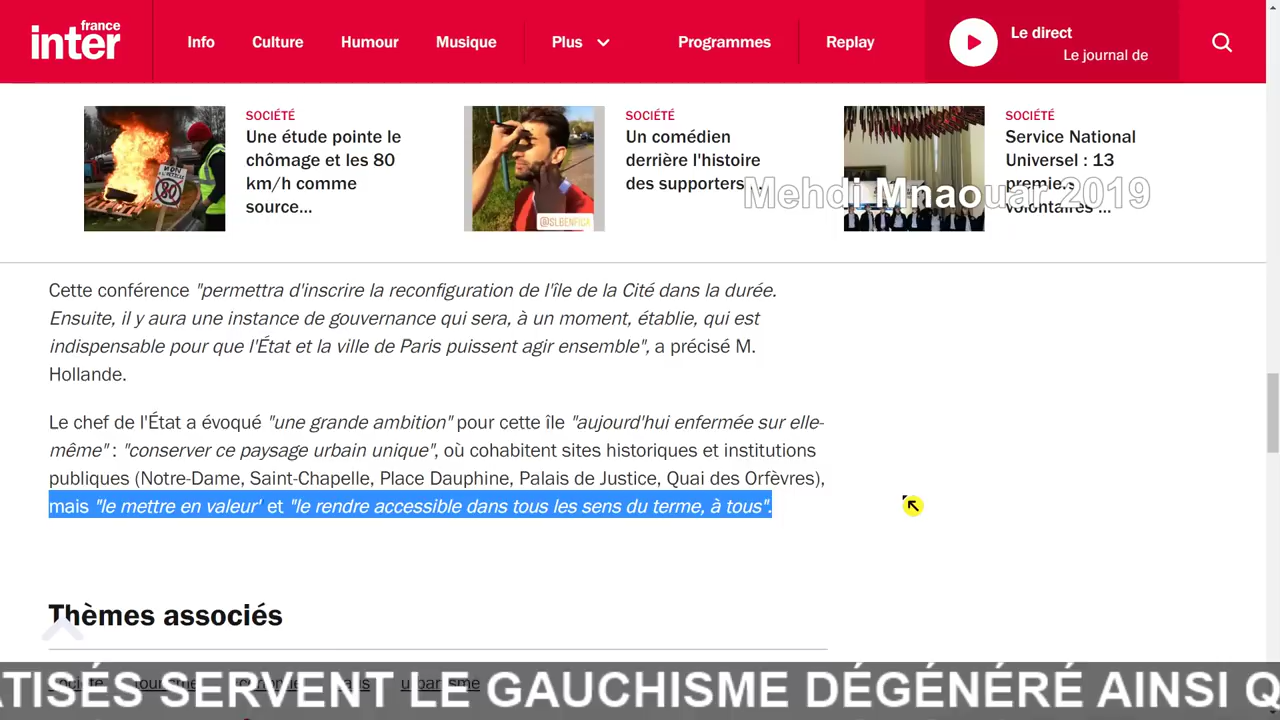 france
inter
Info Culture Humour Musique Plus Programmes Replay
Le direct
Le journal de
SOCIÉTÉ
Une étude pointe le
chômage et les 80
km/h comme
source...
SOCIÉTÉ
Un comédien
derrière l'histoire
des supporters
@SLBENFICA
SOCIÉTÉ
Service National
Universel : 13
premiers
volontaires ...
Mehdi Mnaouar 2019
Cette conférence "permettra d'inscrire la reconfiguration de l'île de la Cité dans la durée.
Ensuite, il y aura une instance de gouvernance qui sera, à un moment, établie, qui est
indispensable pour que l'État et la ville de Paris puissent agir ensemble", a précisé M.
Hollande.
Le chef de l'État a évoqué "une grande ambition" pour cette île "aujourd'hui enfermée sur elle-
même" : "conserver ce paysage urbain unique", où cohabitent sites historiques et institutions
publiques (Notre-Dame, Saint-Chapelle, Place Dauphine, Palais de Justice, Quai des Orfèvres),
mais "le mettre en valeur' et "le rendre accessible dans tous les sens du terme, à tous".
Thèmes associés
urbanisme
TISÉS SERVENT LE GAUCHISME DÉGÉNÉRÉ AINSI Q